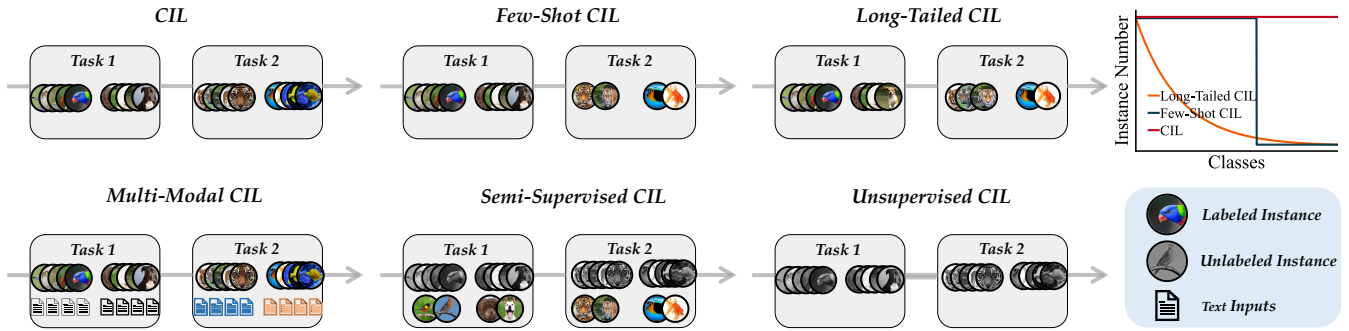 CIL
Few-Shot CIL
Long-Tailed CIL
Task 1
Task 2
Task 1
Task 2
Task 1
Task 2
Instance Number
Long-Tailed CIL
Few-Shot CIL
CIL
Classes
Multi-Modal CIL
Semi-Supervised CIL
Unsupervised CIL
Task 1
Task 2
Task 1
Task 2
Task 1
Task 2
Labeled Instance
Unlabeled Instance
Text Inputs